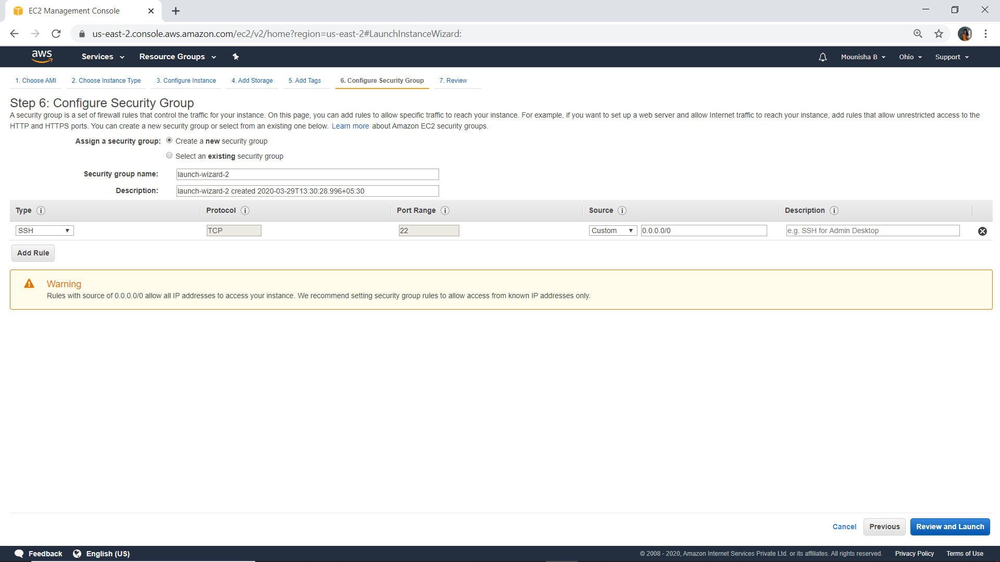 EC2 Management Console
us-east-2.console.aws.amazon.com/ec2/v2/home?region=us-east-2#LaunchInstanceWizard:
aws Services Resource Groups Mounisha B Ohio Support
1. Choose AMI 2. Choose Instance Type 3. Configure Instance 4. Add Storage 5. Add Tags 6. Configure Security Group 7. Review
Step 6: Configure Security Group
A security group is a set of firewall rules that control the traffic for your instance. On this page, you can add rules to allow specific traffic to reach your instance. For example, if you want to set up a web server and allow Internet traffic to reach your instance, add rules that allow unrestricted access to the
HTTP and HTTPS ports. You can create a new security group or select from an existing one below. Learn more about Amazon EC2 security groups.
Assign a security group: Create a new security group
Select an existing security group
Security group name: launch-wizard-2
Description: launch-wizard-2 created 2020-03-29T13:30:28.996+05:30
Type i Protocol i Port Range i Source i Description i
SSH TCP 22 Custom 0.0.0.0/0 e.g. SSH for Admin Desktop
Add Rule
Warning
Rules with source of 0.0.0.0/0 allow all IP addresses to access your instance. We recommend setting security group rules to allow access from known IP addresses only.
Cancel Previous Review and Launch
Feedback English (US) © 2008 - 2020, Amazon Internet Services Private Ltd. or its affiliates. All rights reserved. Privacy Policy Terms of Use